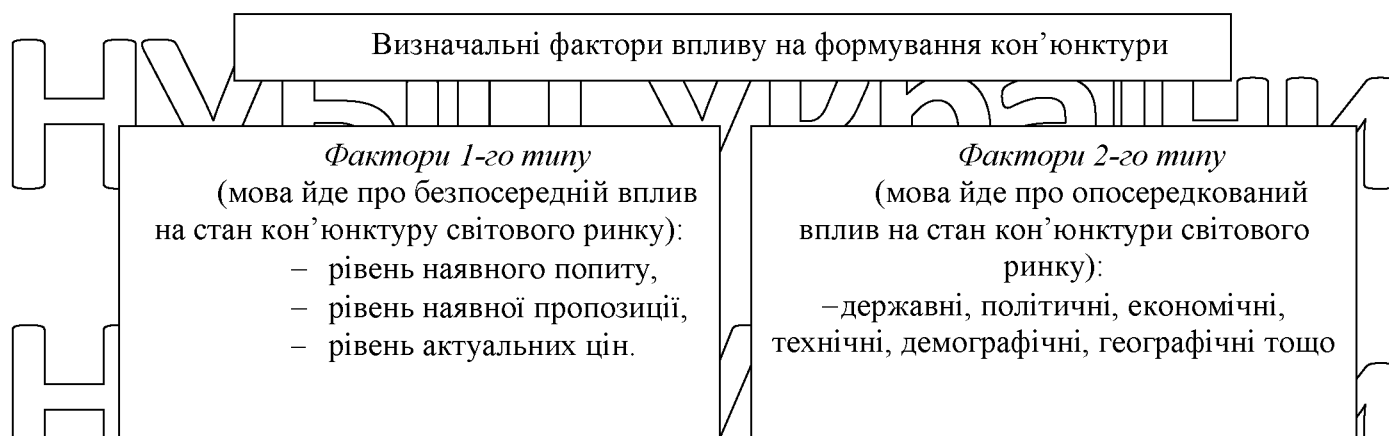 Визначальні фактори впливу на формування кон’юнктури
Фактори 1-го типу
(мова йде про безпосередній вплив
на стан кон’юнктуру світового ринку):
– рівень наявного попиту,
– рівень наявної пропозиції,
– рівень актуальних цін.
Фактори 2-го типу
(мова йде про опосередкований
вплив на стан кон’юнктури світового
ринку):
–державні, політичні, економічні,
технічні, демографічні, географічні тощо